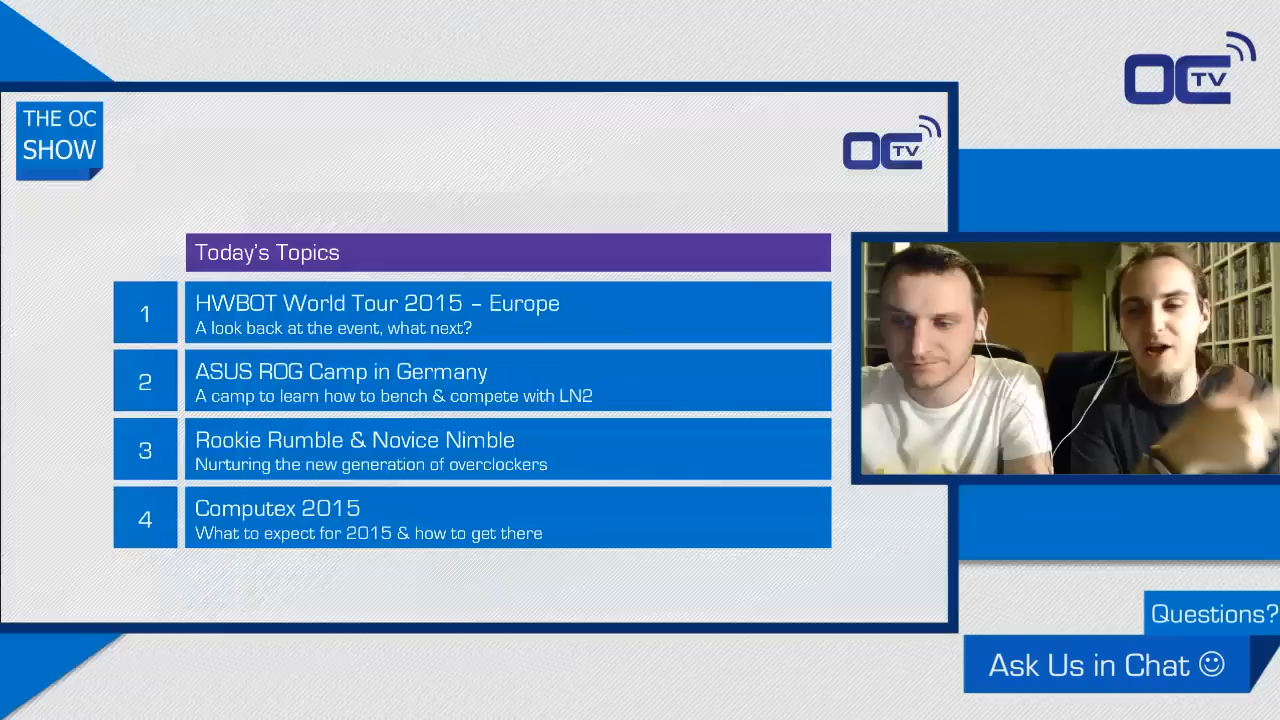 THE OC
SHOW
OC TV
OC TV
Today's Topics
1
HWBOT World Tour 2015 – Europe
A look back at the event, what next?
2
ASUS ROG Camp in Germany
A camp to learn how to bench & compete with LN2
3
Rookie Rumble & Novice Nimble
Nurturing the new generation of overclockers
4
Computex 2015
What to expect for 2015 & how to get there
Questions?
Ask Us in Chat ☺